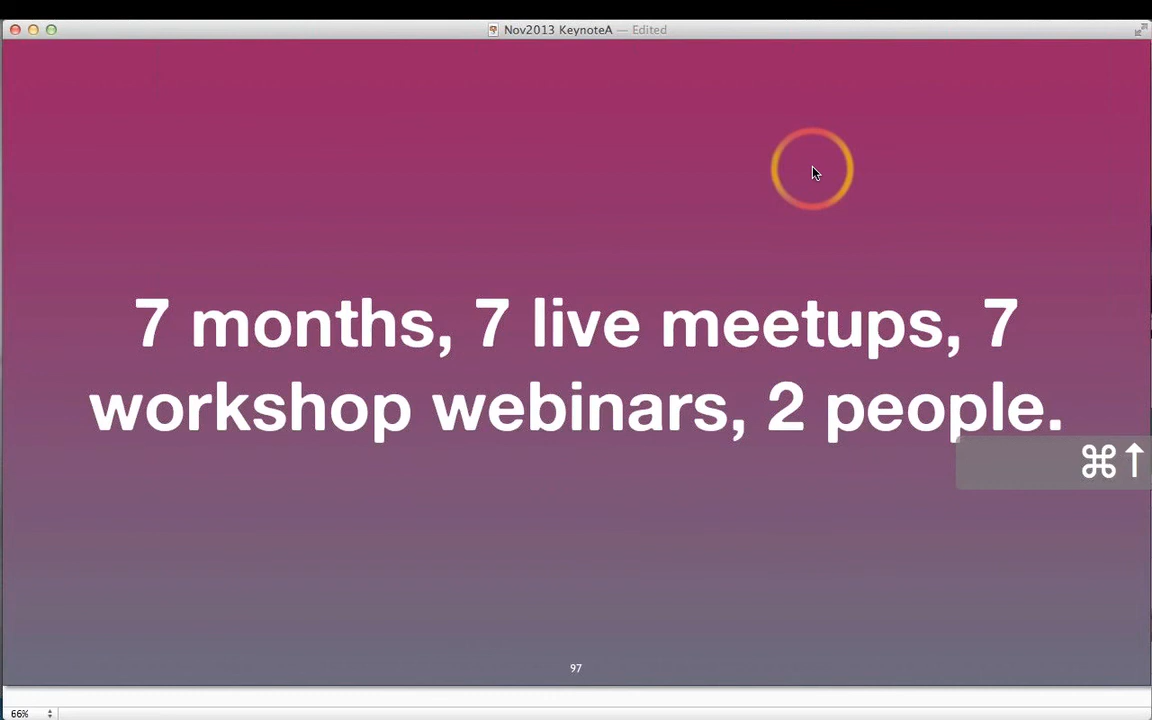 Nov2013 KeynoteA — Edited
7 months, 7 live meetups, 7
workshop webinars, 2 people.
⌘↑
97
66%